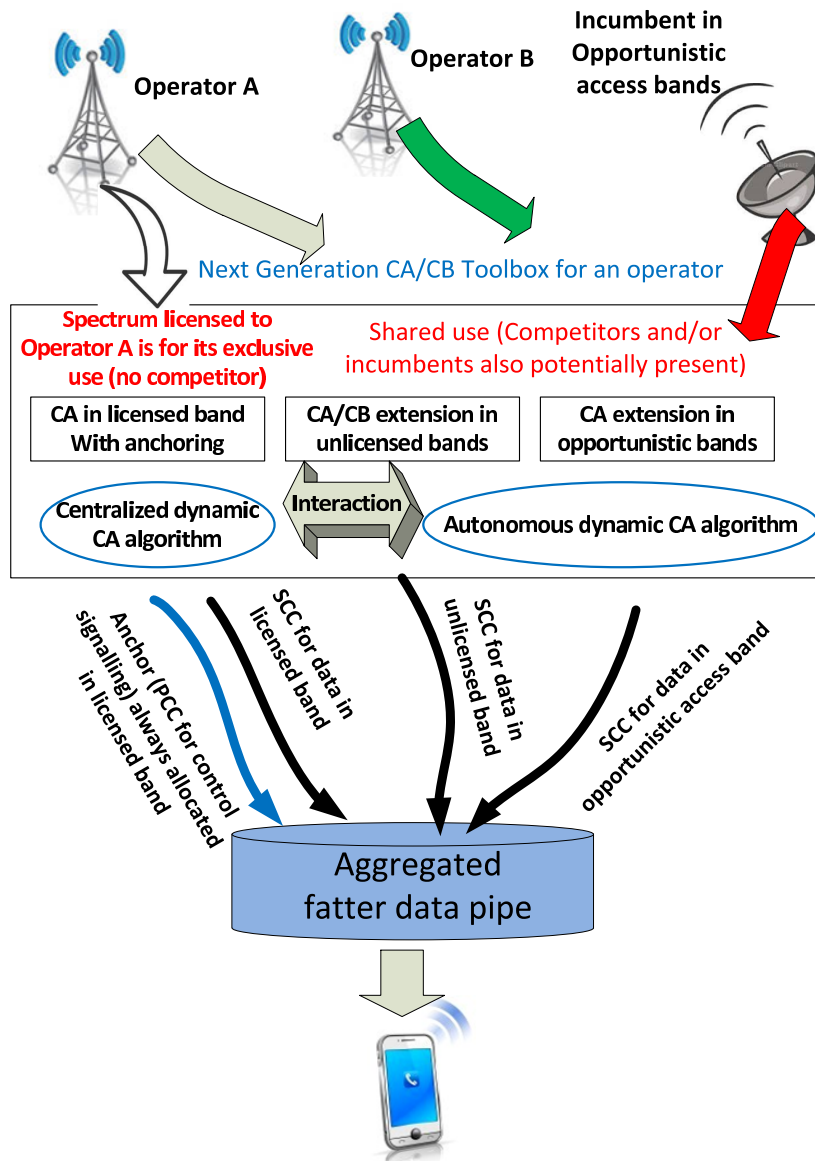 Operator A
Operator B
Incumbent in
Opportunistic
access bands
Next Generation CA/CB Toolbox for an operator
Spectrum licensed to
Operator A is for its exclusive
use (no competitor)
Shared use (Competitors and/or
incumbents also potentially present)
CA in licensed band
With anchoring
CA/CB extension in
unlicensed bands
CA extension in
opportunistic bands
Centralized dynamic
CA algorithm
Interaction
Autonomous dynamic CA algorithm
Anchor (PCC for control
signalling) always allocated
in licensed band
SCC for data in
licensed band
SCC for data in
unlicensed band
SCC for data in
opportunistic access band
Aggregated
fatter data pipe